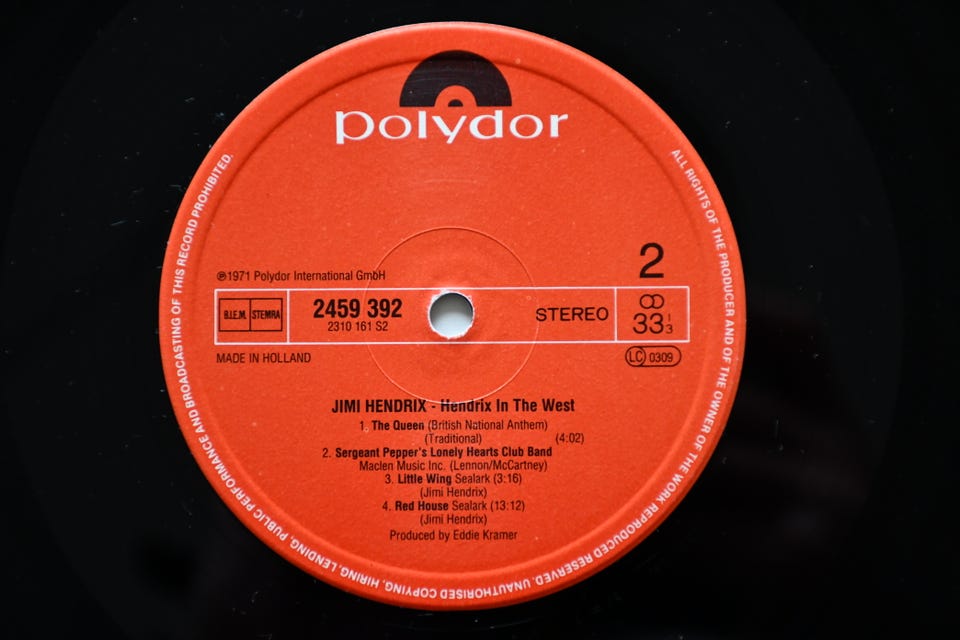 polydor
ALL RIGHTS OF THE PRODUCER AND OF THE OWNER OF THE WORK REPRODUCED RESERVED. UNAUTHORISED COPYING, HIRING, LENDING, PUBLIC PERFORMANCE AND BROADCASTING OF THIS RECORD PROHIBITED.
2
℗1971 Polydor International GmbH
B.I.E.M. STEMRA
2459 392
2310 161 S2
STEREO
33 1/3
MADE IN HOLLAND
LC 0309
JIMI HENDRIX - Hendrix In The West
1. The Queen (British National Anthem)
(Traditional) (4:02)
2. Sergeant Pepper's Lonely Hearts Club Band
Maclen Music Inc. (Lennon/McCartney)
3. Little Wing Sealark (3:16)
(Jimi Hendrix)
4. Red House Sealark (13:12)
(Jimi Hendrix)
Produced by Eddie Kramer